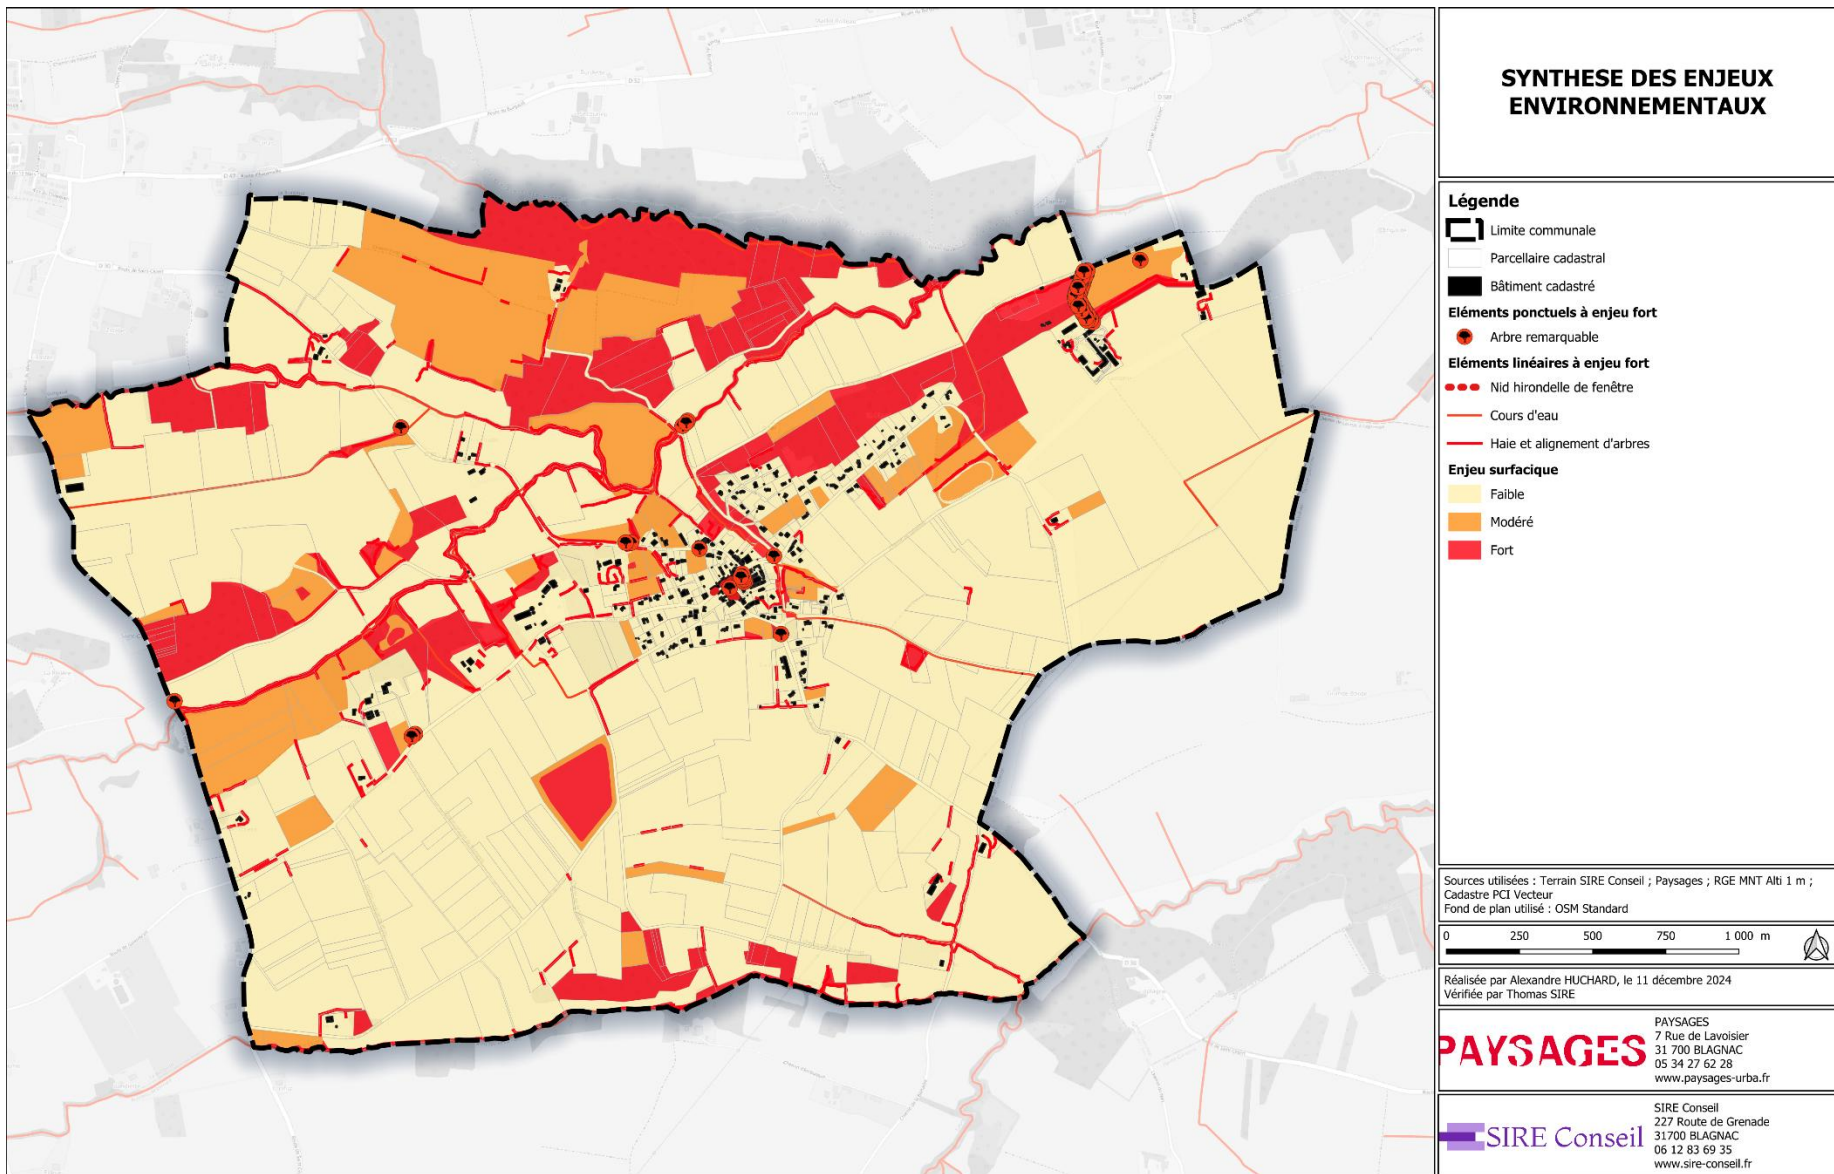 SYNTHESE DES ENJEUX
ENVIRONNEMENTAUX
Légende
Limite communale
Parcellaire cadastral
Bâtiment cadastré
Eléments ponctuels à enjeu fort
Arbre remarquable
Eléments linéaires à enjeu fort
Nid hirondelle de fenêtre
Cours d'eau
Haie et alignement d'arbres
Enjeu surfacique
Faible
Modéré
Fort
Sources utilisées : Terrain SIRE Conseil ; Paysages ; RGE MNT Alti 1 m ;
Cadastre PCI Vecteur
Fond de plan utilisé : OSM Standard
0 250 500 750 1 000 m
Réalisée par Alexandre HUCHARD, le 11 décembre 2024
Vérifiée par Thomas SIRE
PAYSAGES
PAYSAGES
7 Rue de Lavoisier
31 700 BLAGNAC
05 34 27 62 28
www.paysages-urba.fr
SIRE Conseil
SIRE Conseil
227 Route de Grenade
31700 BLAGNAC
06 12 83 69 35
www.sire-conseil.fr